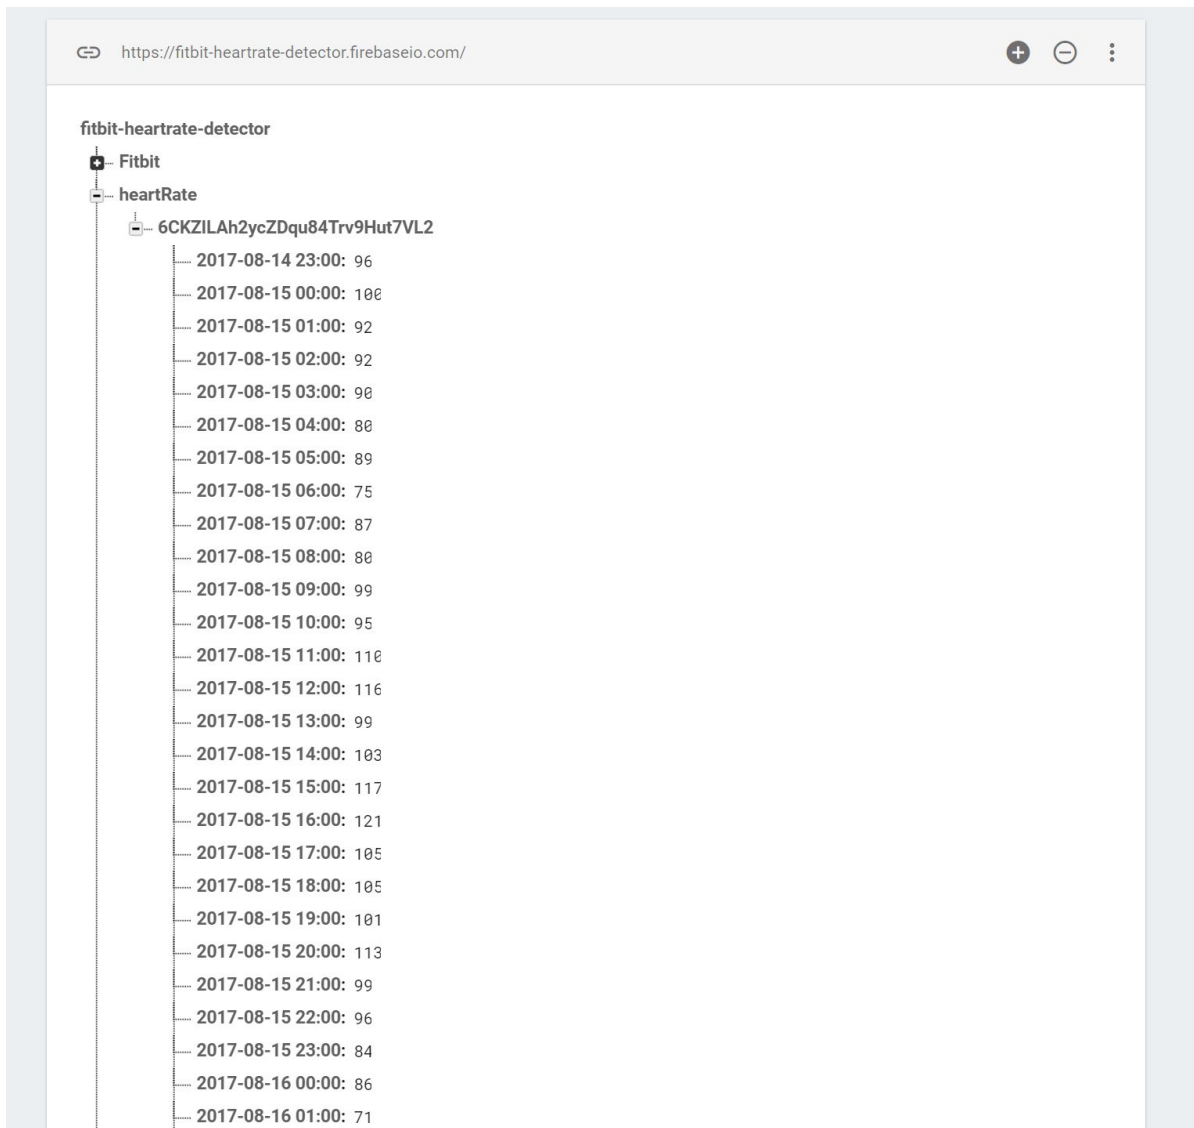 https://fitbit-heartrate-detector.firebaseio.com/
fitbit-heartrate-detector
Fitbit
heartRate
6CKZILAh2ycZDqu84Trv9Hut7VL2
2017-08-14 23:00: 96
2017-08-15 00:00: 100
2017-08-15 01:00: 92
2017-08-15 02:00: 92
2017-08-15 03:00: 90
2017-08-15 04:00: 80
2017-08-15 05:00: 89
2017-08-15 06:00: 75
2017-08-15 07:00: 87
2017-08-15 08:00: 80
2017-08-15 09:00: 99
2017-08-15 10:00: 95
2017-08-15 11:00: 110
2017-08-15 12:00: 116
2017-08-15 13:00: 99
2017-08-15 14:00: 103
2017-08-15 15:00: 117
2017-08-15 16:00: 121
2017-08-15 17:00: 105
2017-08-15 18:00: 105
2017-08-15 19:00: 101
2017-08-15 20:00: 113
2017-08-15 21:00: 99
2017-08-15 22:00: 96
2017-08-15 23:00: 84
2017-08-16 00:00: 86
2017-08-16 01:00: 71